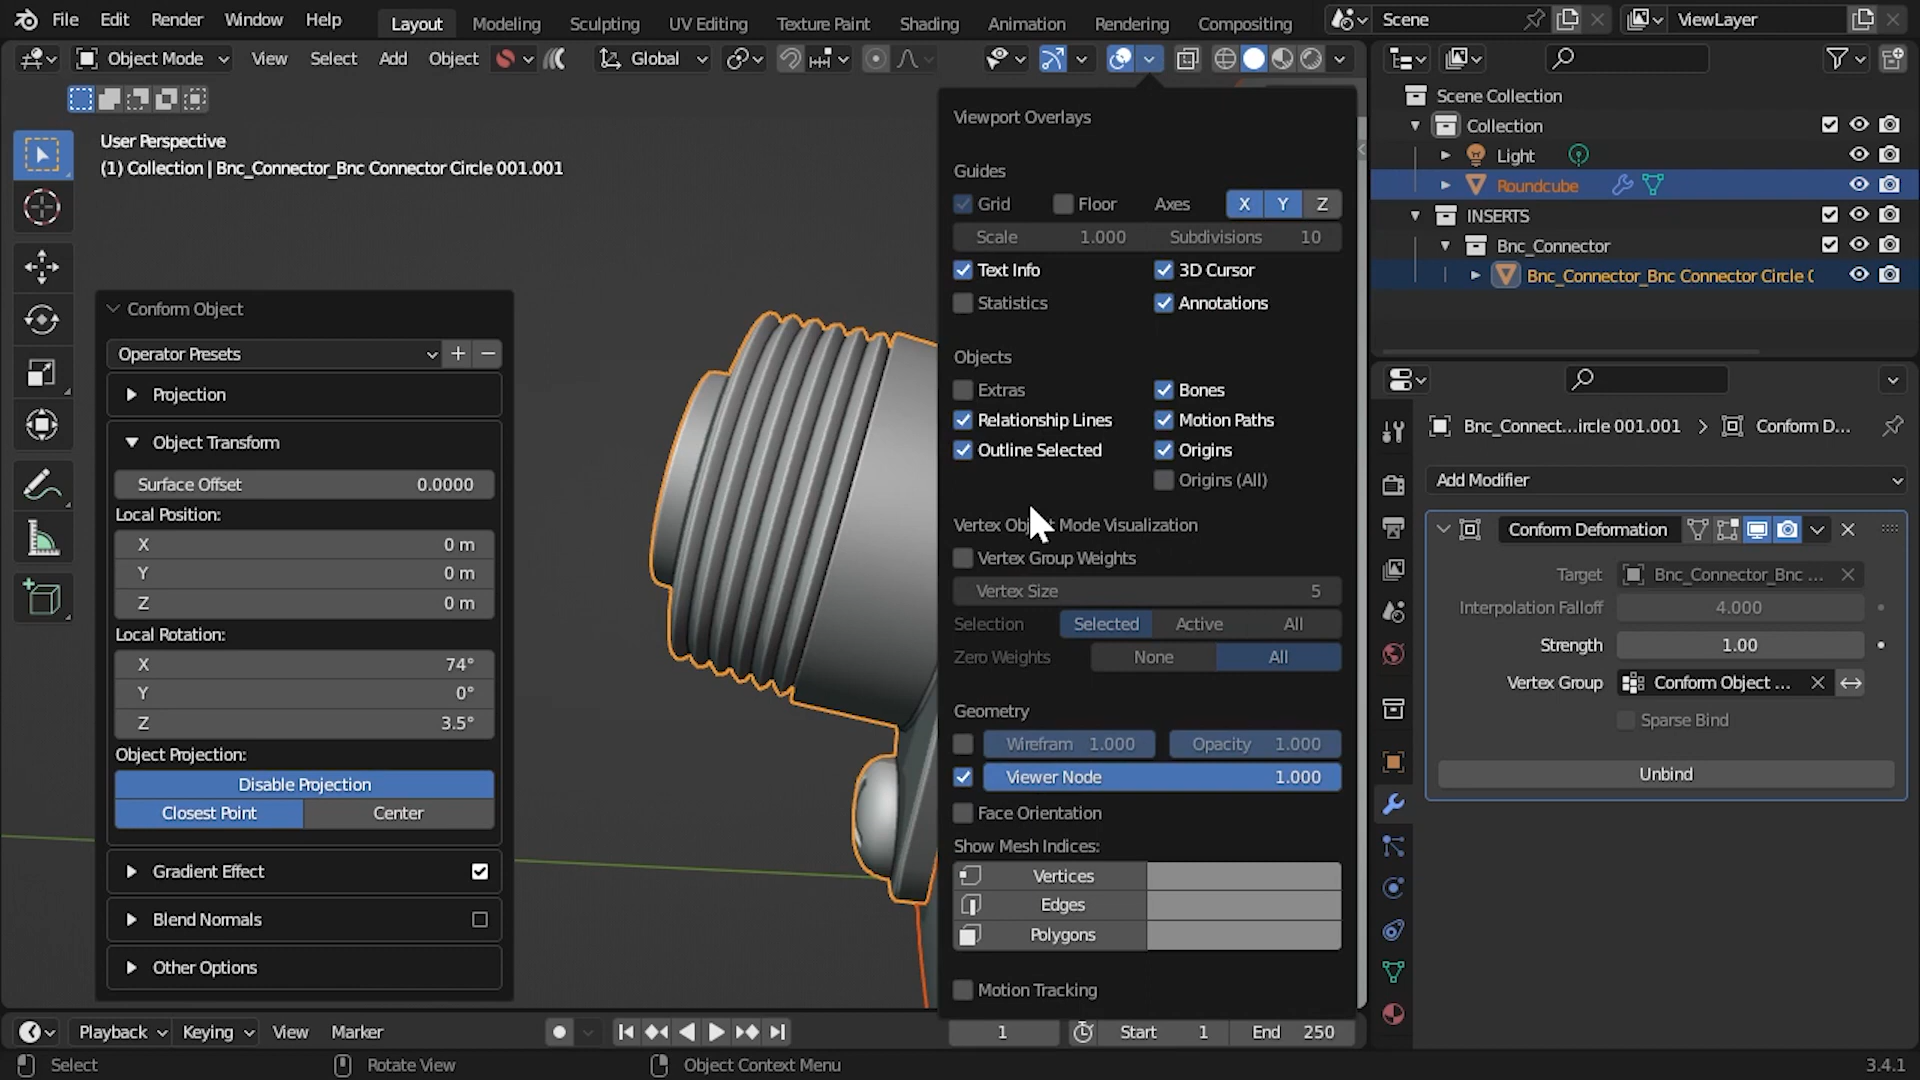 File Edit Render Window Help Layout Modeling Sculpting UV Editing Texture Paint Shading Animation Rendering Compositing Scene ViewLayer
Object Mode View Select Add Object Global
User Perspective
(1) Collection | Bnc_Connector_Bnc Connector Circle 001.001
Conform Object
Operator Presets
Projection
Object Transform
Surface Offset 0.0000
Local Position:
X 0 m
Y 0 m
Z 0 m
Local Rotation:
X 74°
Y 0°
Z 3.5°
Object Projection:
Disable Projection
Closest Point Center
Gradient Effect
Blend Normals
Other Options
Viewport Overlays
Guides
Grid Floor Axes X Y Z
Scale 1.000 Subdivisions 10
Text Info 3D Cursor
Statistics Annotations
Objects
Extras Bones
Relationship Lines Motion Paths
Outline Selected Origins
Origins (All)
Vertex Obj Mode Visualization
Vertex Group Weights
Vertex Size 5
Selection Selected Active All
Zero Weights None All
Geometry
Wirefram 1.000 Opacity 1.000
Viewer Node 1.000
Face Orientation
Show Mesh Indices:
Vertices
Edges
Polygons
Motion Tracking
Scene Collection
Collection
Light
Roundcube
INSERTS
Bnc_Connector
Bnc_Connector_Bnc Connector Circle (
Bnc_Connect...ircle 001.001 Conform D...
Add Modifier
Conform Deformation
Target Bnc_Connector_Bnc ...
Interpolation Falloff 4.000
Strength 1.00
Vertex Group Conform Object ...
Sparse Bind
Unbind
Playback Keying View Marker 1 Start 1 End 250
Select Rotate View Object Context Menu 3.4.1